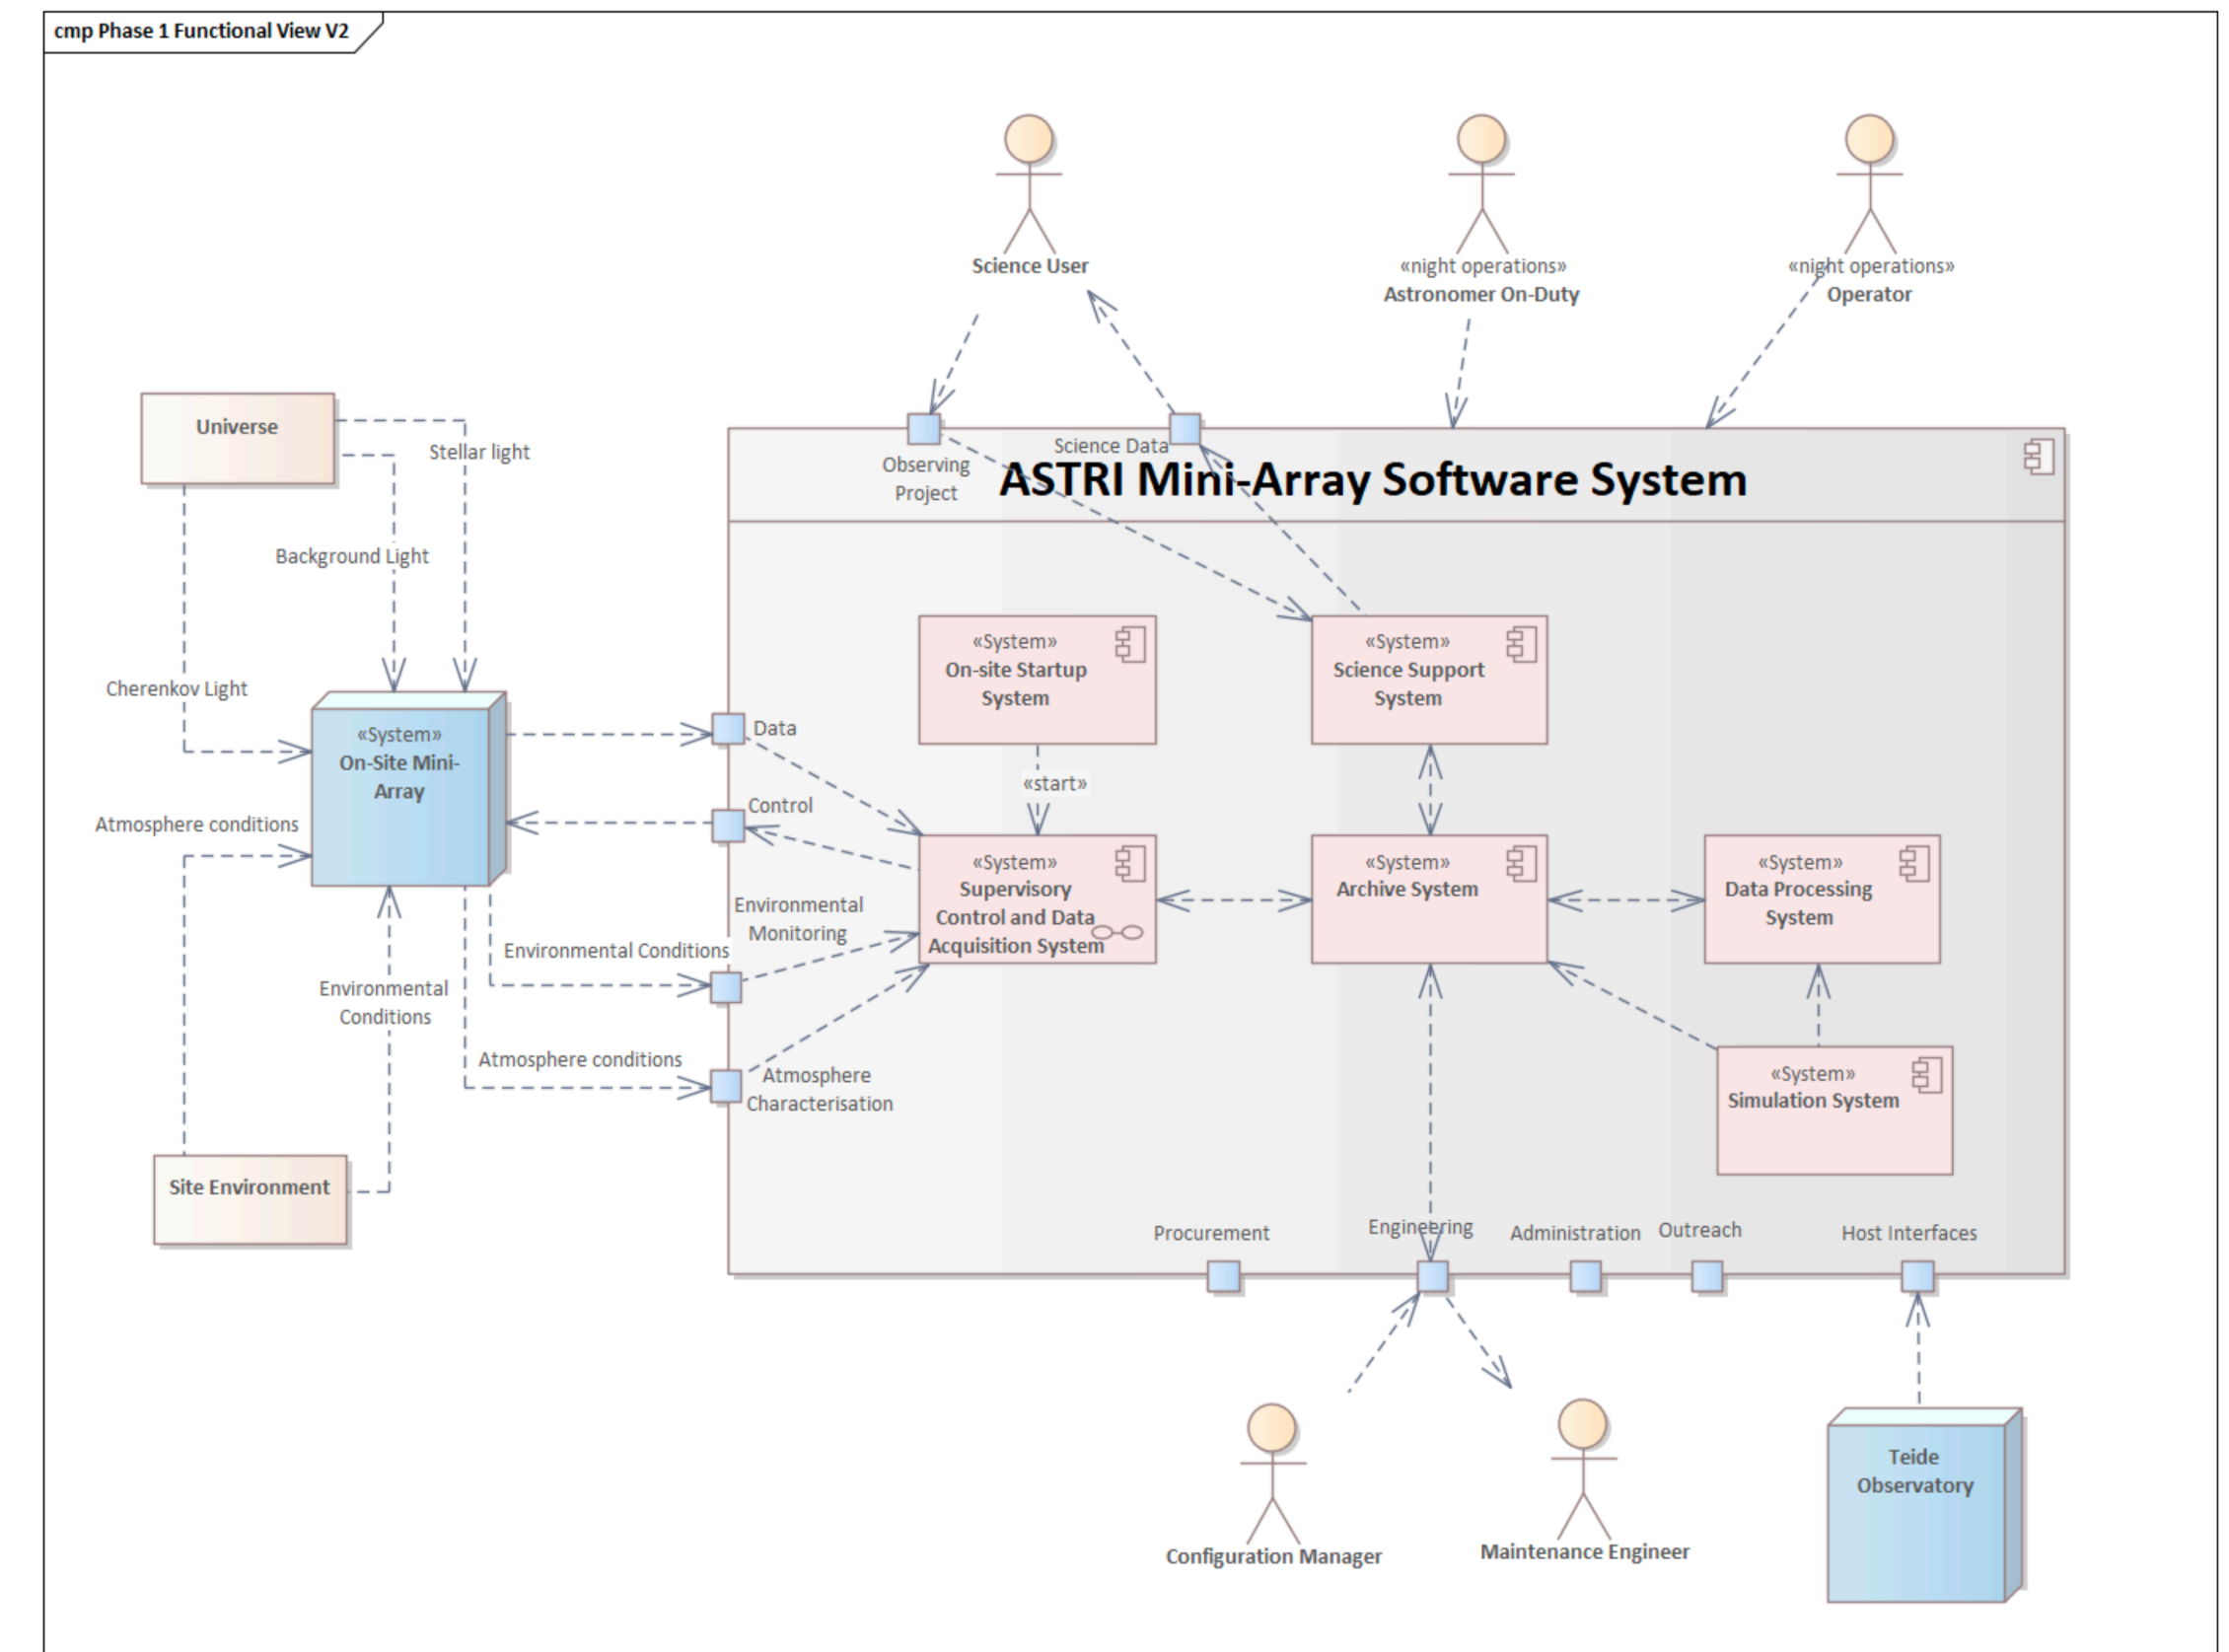 cmp Phase 1 Functional View V2
Science User
«night operations»
Astronomer On-Duty
«night operations»
Operator
Universe
Stellar light
Background Light
Cherenkov Light
«System»
On-Site Mini-
Array
Atmosphere conditions
Environmental
Conditions
Site Environment
Environmental Conditions
Atmosphere conditions
Observing
Project
Science Data
ASTRI Mini-Array Software System
Data
Control
Environmental
Monitoring
Atmosphere
Characterisation
«System»
On-site Startup
System
«start»
«System»
Science Support
System
«System»
Supervisory
Control and Data
Acquisition System
«System»
Archive System
«System»
Data Processing
System
«System»
Simulation System
Procurement
Engineering
Administration
Outreach
Host Interfaces
Configuration Manager
Maintenance Engineer
Teide
Observatory